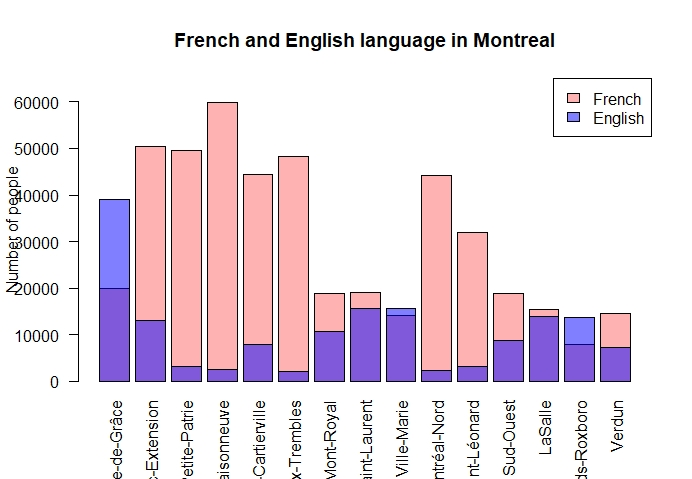 French and English language in Montreal
French
English
Number of people
60000
50000
40000
30000
20000
10000
0
e-de-Grâce
c-Extension
Petite-Patrie
aisonneuve
-Cartierville
x-Trembles
Mont-Royal
aint-Laurent
Ville-Marie
ntréal-Nord
nt-Léonard
Sud-Ouest
LaSalle
ds-Roxboro
Verdun